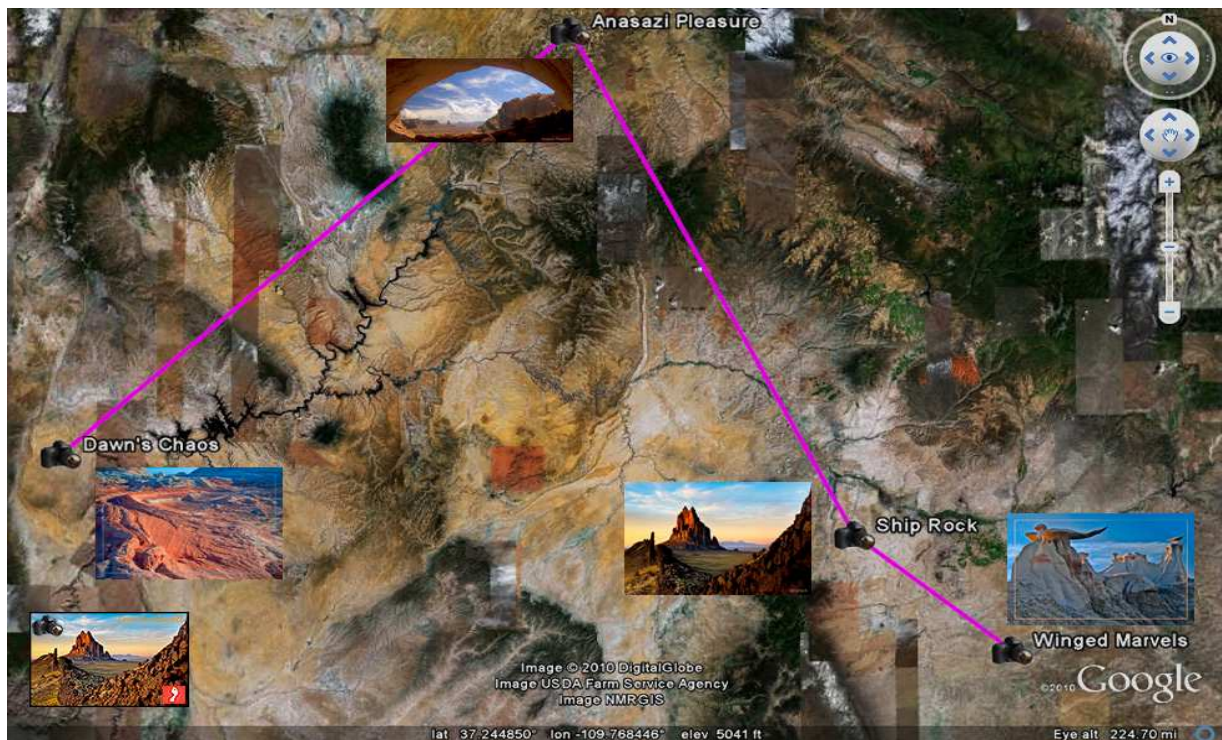 Anasazi Pleasure
N
Dawn's Chaos
Ship Rock
Winged Marvels
Image © 2010 DigitalGlobe
Image USDA Farm Service Agency
Image NMRGIS
©2010 Google
lat 37.244850° lon -109.768446° elev 5041 ft
Eye alt 224.70 mi